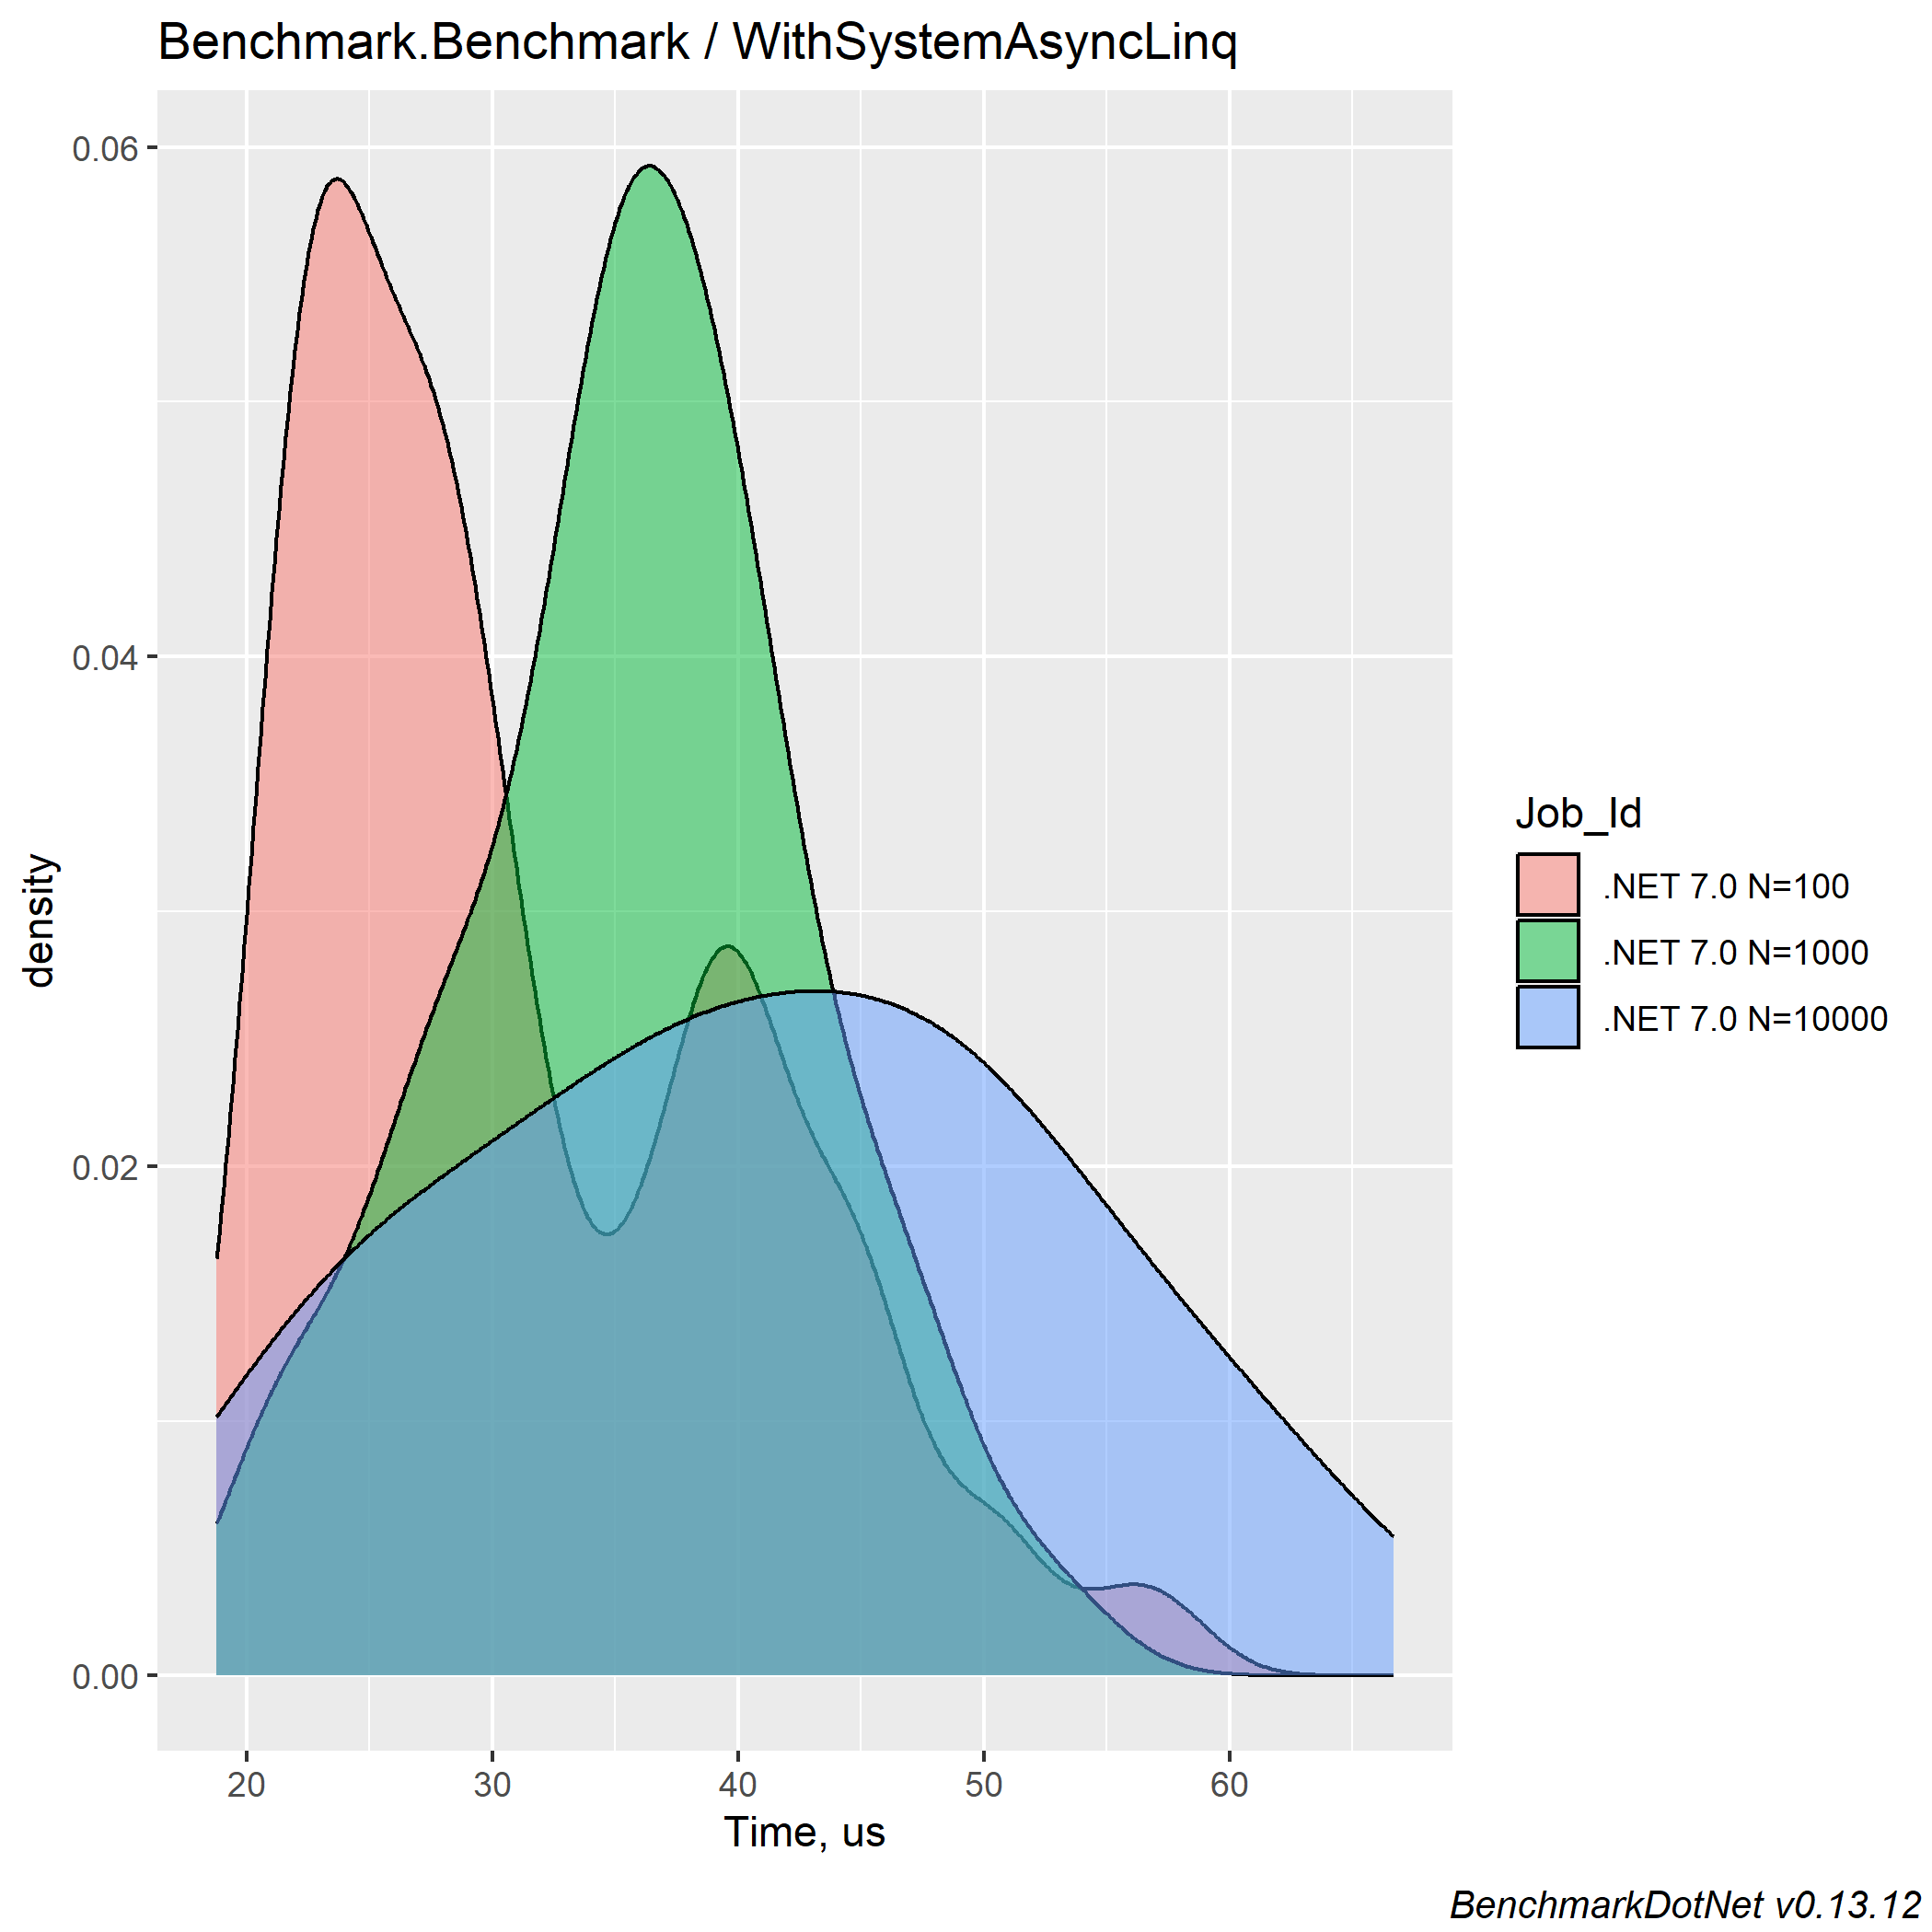 Benchmark.Benchmark / WithSystemAsyncLinq
0.06
0.04
0.02
0.00
density
20 30 40 50 60
Time, us
Job_Id
.NET 7.0 N=100
.NET 7.0 N=1000
.NET 7.0 N=10000
BenchmarkDotNet v0.13.12